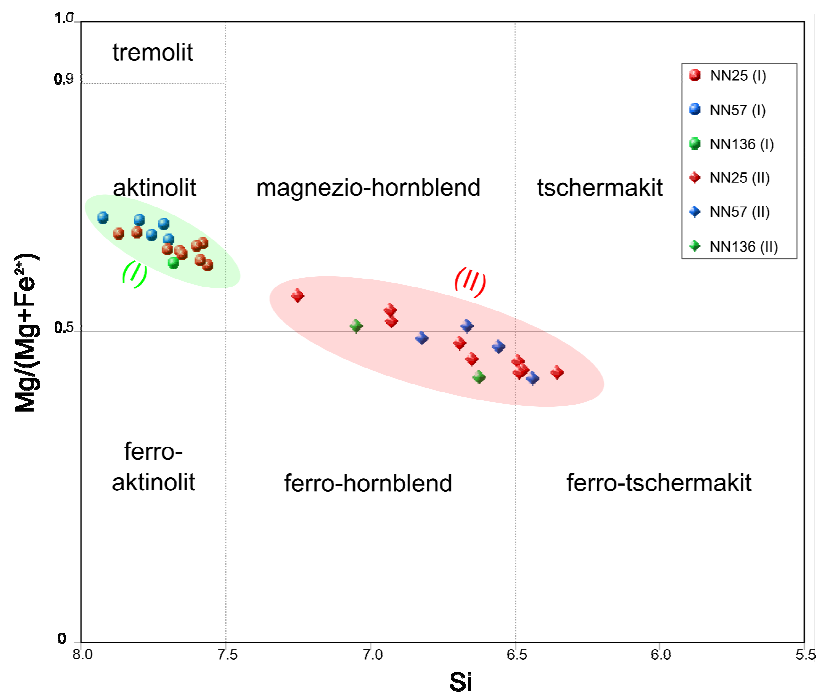 1.0
tremolit
0.9
NN25 (I)
NN57 (I)
NN136 (I)
NN25 (II)
NN57 (II)
NN136 (II)
aktinolit
magnezio-hornblend
tschermakit
(I)
(II)
0.5
Mg/(Mg+Fe²⁺)
ferro-
aktinolit
ferro-hornblend
ferro-tschermakit
0
8.0 7.5 7.0 6.5 6.0 5.5
Si